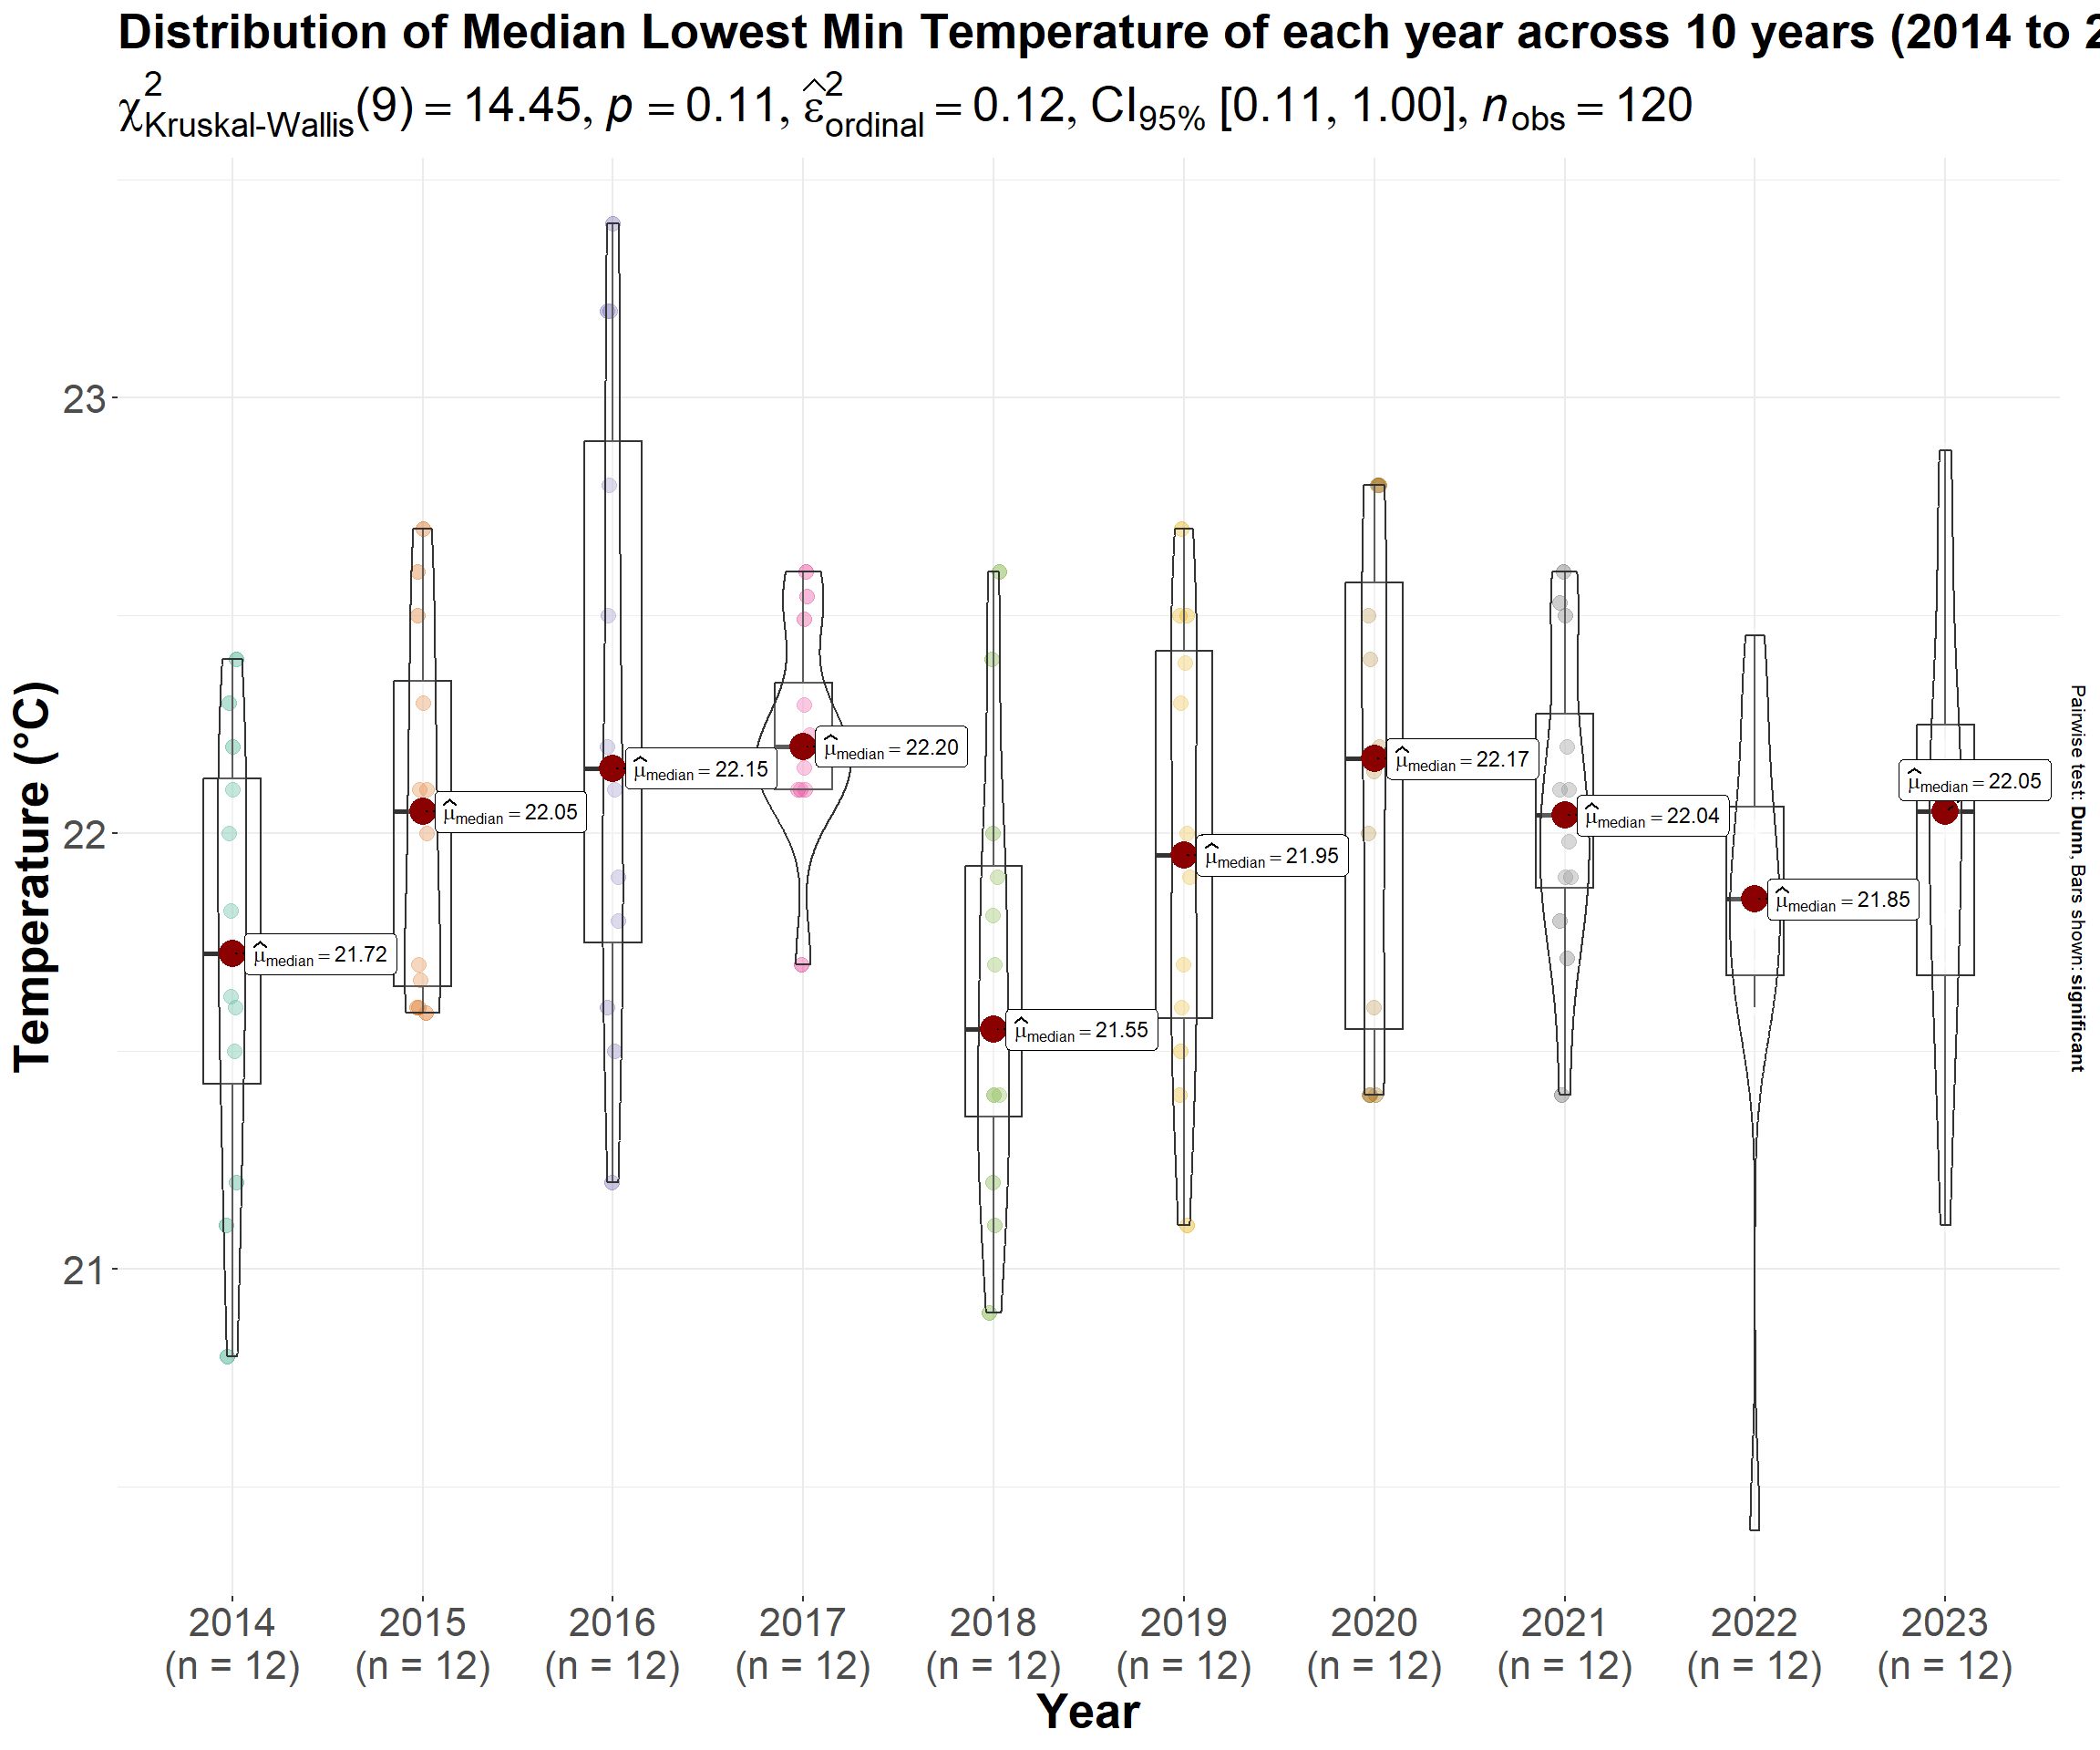 Distribution of Median Lowest Min Temperature of each year across 10 years (2014 to 2
χ²Kruskal-Wallis(9) = 14.45, p = 0.11, ε̂²ordinal = 0.12, CI95% [0.11, 1.00], nobs = 120
Temperature (°C)
23
22
21
μ̂median = 21.72
μ̂median = 22.05
μ̂median = 22.15
μ̂median = 22.20
μ̂median = 21.55
μ̂median = 21.95
μ̂median = 22.17
μ̂median = 22.04
μ̂median = 21.85
μ̂median = 22.05
Pairwise test: Dunn, Bars shown: significant
2014 2015 2016 2017 2018 2019 2020 2021 2022 2023
(n = 12) (n = 12) (n = 12) (n = 12) (n = 12) (n = 12) (n = 12) (n = 12) (n = 12) (n = 12)
Year